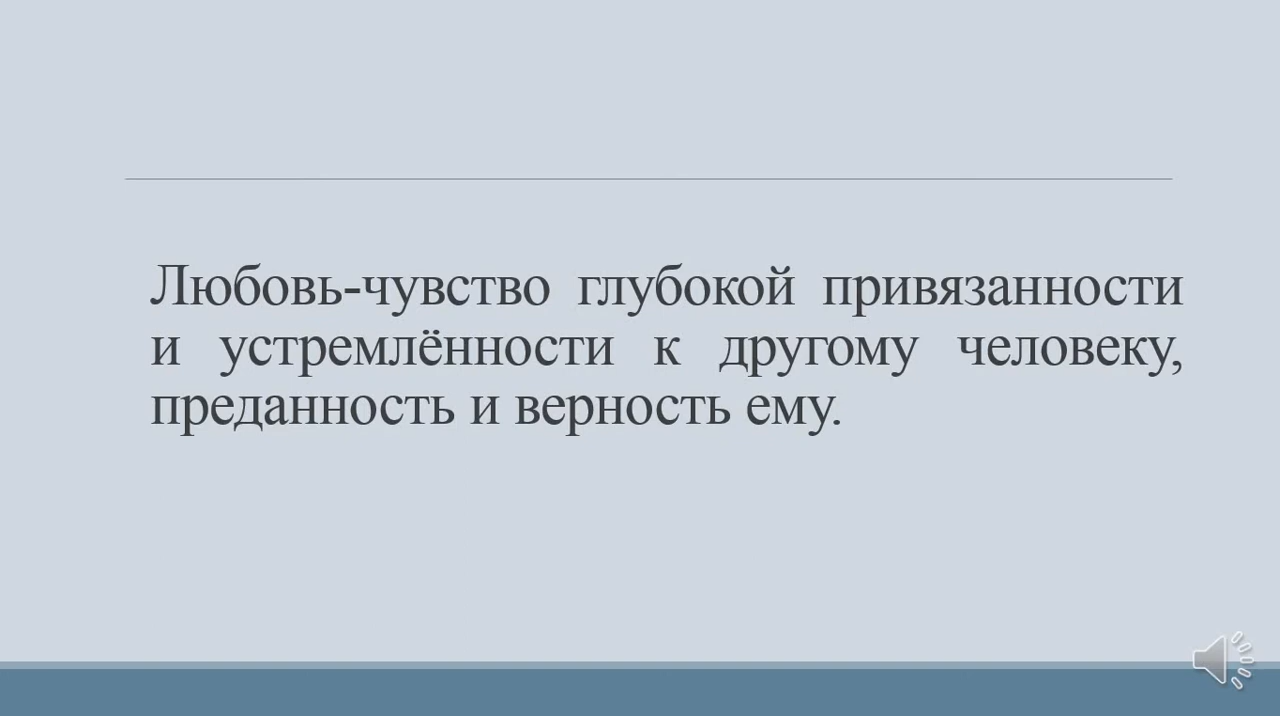 Любовь-чувство глубокой привязанности
и устремлённости к другому человеку,
преданность и верность ему.